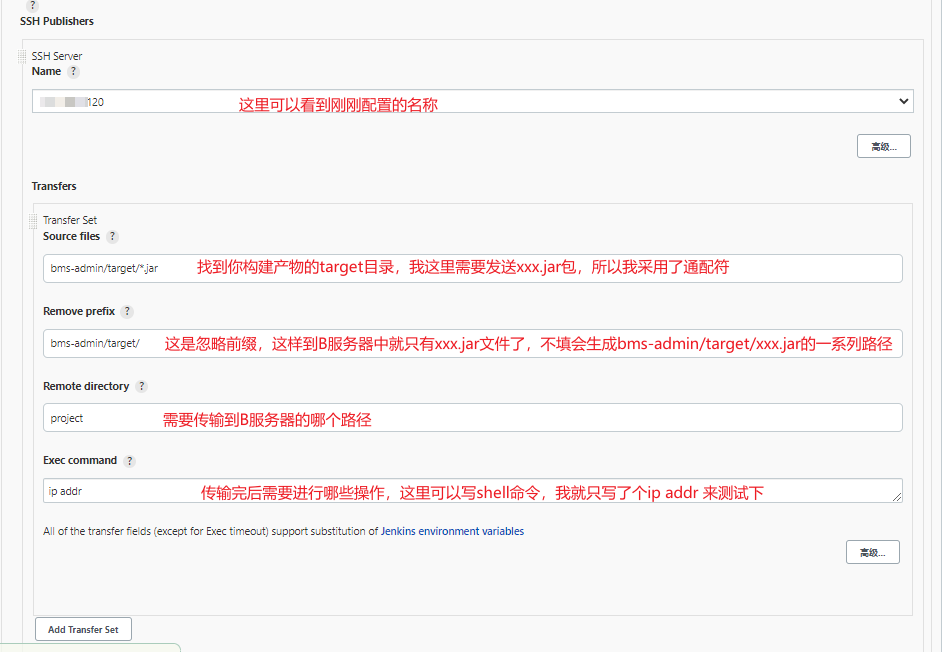 ?
SSH Publishers
SSH Server
Name ?
120 这里可以看到刚刚配置的名称
高级...
Transfers
Transfer Set
Source files ?
bms-admin/target/*.jar 找到你构建产物的target目录，我这里需要发送xxx.jar包，所以我采用了通配符
Remove prefix ?
bms-admin/target/ 这是忽略前缀，这样到B服务器中就只有xxx.jar文件了，不填会生成bms-admin/target/xxx.jar的一系列路径
Remote directory ?
project 需要传输到B服务器的哪个路径
Exec command ?
ip addr 传输完后需要进行哪些操作，这里可以写shell命令，我就只写了个ip addr 来测试下
All of the transfer fields (except for Exec timeout) support substitution of Jenkins environment variables
高级...
Add Transfer Set